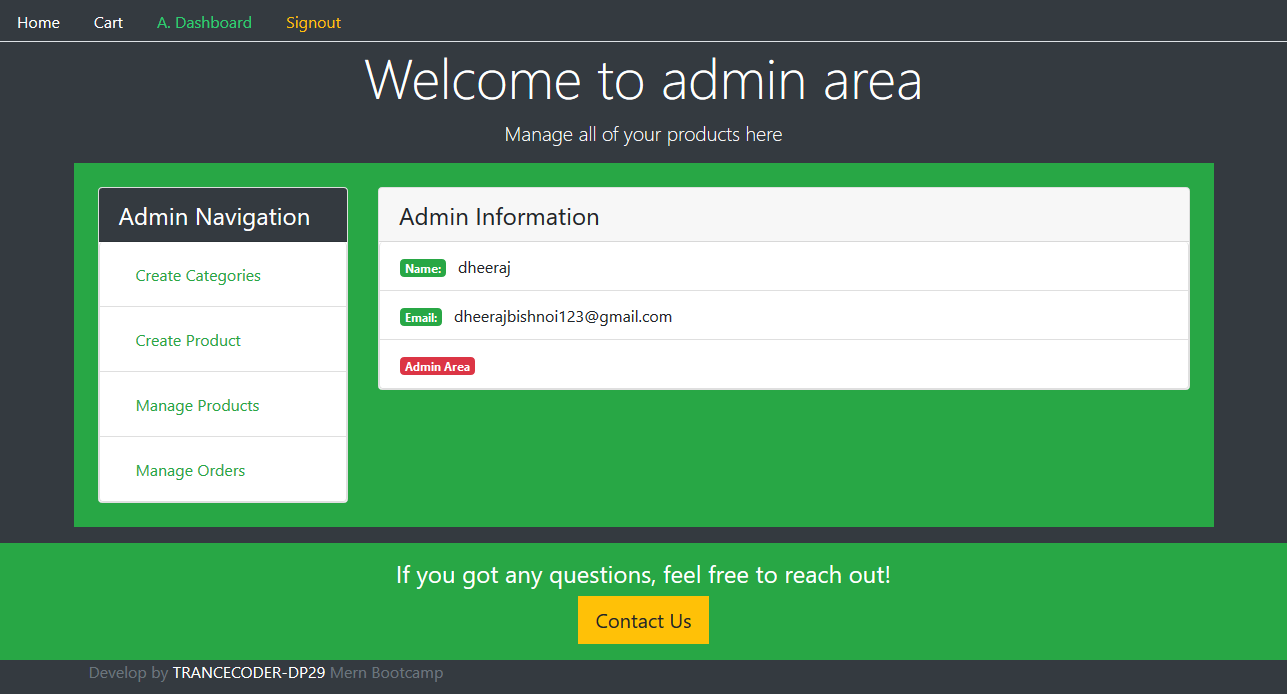 Home Cart A. Dashboard Signout
Welcome to admin area
Manage all of your products here
Admin Navigation
Create Categories
Create Product
Manage Products
Manage Orders
Admin Information
Name: dheeraj
Email: dheerajbishnoi123@gmail.com
Admin Area
If you got any questions, feel free to reach out!
Contact Us
Develop by TRANCECODER-DP29 Mern Bootcamp